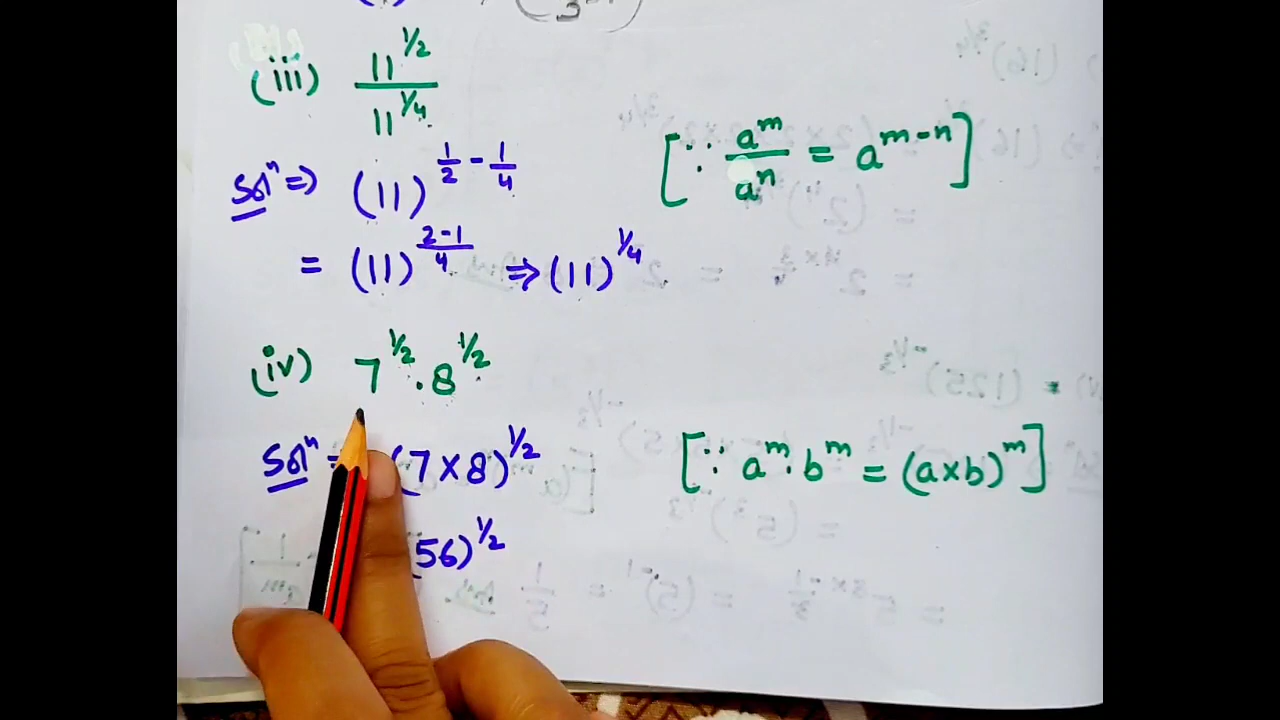 (iii) 11^1/2 / 11^1/4
Solⁿ ⇒ (11)^1/2 - 1/4 [∵ a^m / a^n = a^m-n]
= (11)^2-1/4 ⇒ (11)^1/4
(iv) 7^1/2 . 8^1/2
Solⁿ = (7×8)^1/2 [∵ a^m . b^m = (a×b)^m]
(56)^1/2